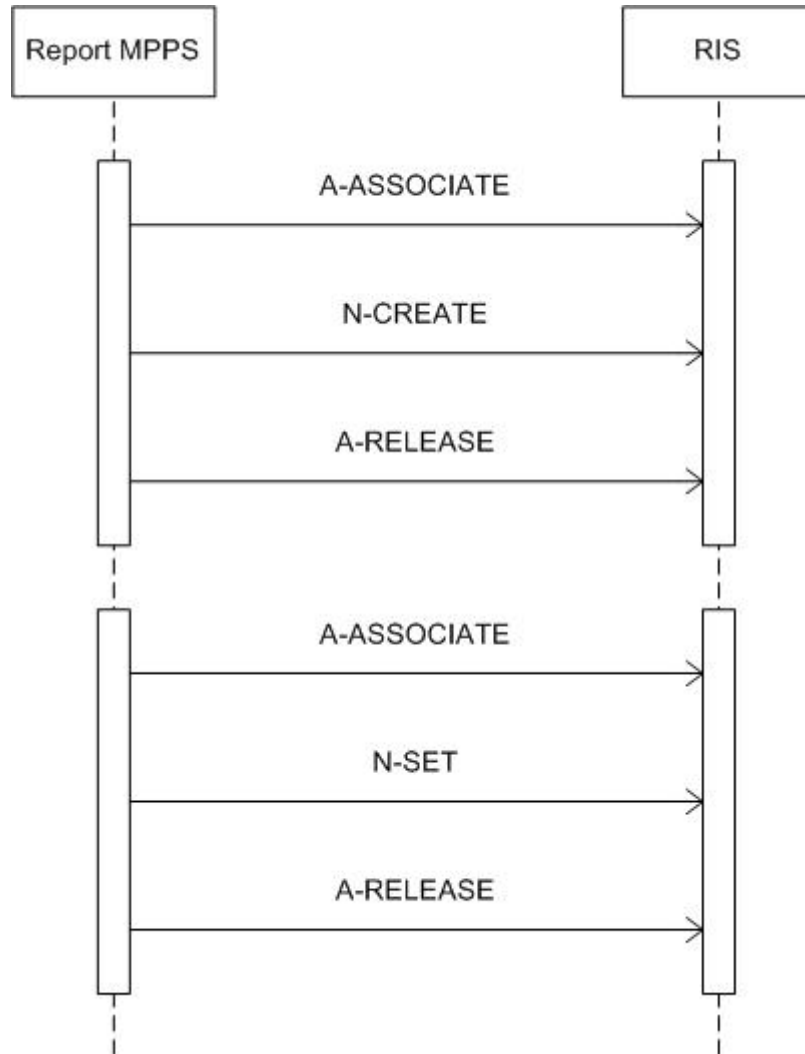 Report MPPS
RIS
A-ASSOCIATE
N-CREATE
A-RELEASE
A-ASSOCIATE
N-SET
A-RELEASE